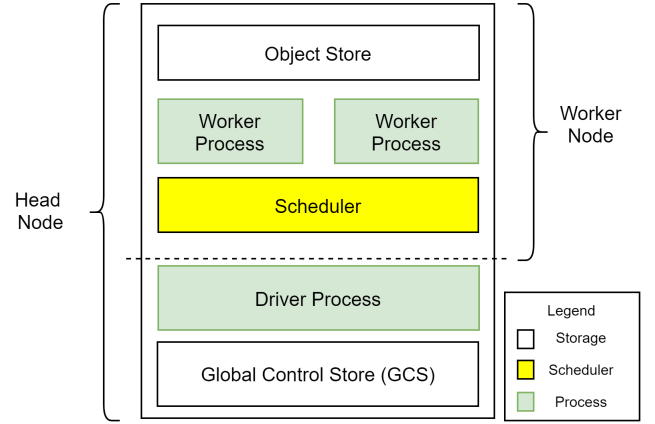 Object Store
Worker
Process
Worker
Process
Worker
Node
Head
Node
Scheduler
Driver Process
Global Control Store (GCS)
Legend
Storage
Scheduler
Process